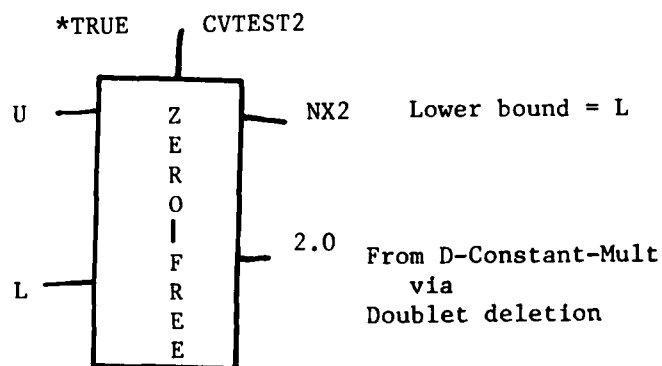 *TRUE CVTEST2
U NX2 Lower bound = L
ZERO-FREE
2.0 From D-Constant-Mult
via
L Doublet deletion